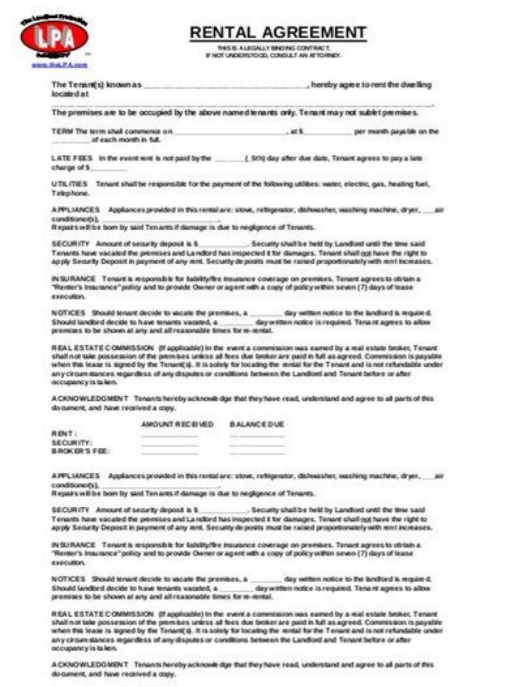 The Landlord Protection
LPA
www.theLPA.com
RENTAL AGREEMENT
THIS IS A LEGALLY BINDING CONTRACT.
IF NOT UNDERSTOOD, CONSULT AN ATTORNEY.
The Tenant(s) known as ______________________, hereby agree to rent the dwelling
located at
______________________.
The premises are to be occupied by the above named tenants only. Tenant may not sublet premises.
TERM The term shall commence on ______________, at $__________ per month payable on the
________ of each month in full.
LATE FEES In the event rent is not paid by the _______( 5th) day after due date, Tenant agrees to pay a late
charge of $________
UTILITIES Tenant shall be responsible for the payment of the following utilities: water, electric, gas, heating fuel,
Telephone.
APPLIANCES Appliances provided in this rental are: stove, refrigerator, dishwasher, washing machine, dryer, ___air
conditioner(s), ______________, ______________.
Repairs will be born by said Tenants if damage is due to negligence of Tenants.
SECURITY Amount of security deposit is $__________. Security shall be held by Landlord until the time said
Tenants have vacated the premises and Landlord has inspected it for damages. Tenant shall not have the right to
apply Security Deposit in payment of any rent. Security deposits must be raised proportionately with rent increases.
INSURANCE Tenant is responsible for liability/fire insurance coverage on premises. Tenant agrees to obtain a
"Renter's Insurance" policy and to provide Owner or agent with a copy of policy within seven (7) days of lease
execution.
NOTICES Should tenant decide to vacate the premises, a ________ day written notice to the landlord is required.
Should landlord decide to have tenants vacated, a ________ day written notice is required. Tenant agrees to allow
premises to be shown at any and all reasonable times for re-rental.
REAL ESTATE COMMISSION (If applicable) In the event a commission was earned by a real estate broker, Tenant
shall not take possession of the premises unless all fees due broker are paid in full as agreed. Commission is payable
when this lease is signed by the Tenant(s). It is solely for locating the rental for the Tenant and is not refundable under
any circumstances regardless of any disputes or conditions between the Landlord and Tenant before or after
occupancy is taken.
ACKNOWLEDGMENT Tenants hereby acknowledge that they have read, understand and agree to all parts of this
document, and have received a copy.
AMOUNT RECEIVED BALANCE DUE
RENT : ____________ ____________
SECURITY: ____________ ____________
BROKER'S FEE: ____________ ____________
APPLIANCES Appliances provided in this rental are: stove, refrigerator, dishwasher, washing machine, dryer, ___air
conditioner(s), ______________, ______________.
Repairs will be born by said Tenants if damage is due to negligence of Tenants.
SECURITY Amount of security deposit is $__________. Security shall be held by Landlord until the time said
Tenants have vacated the premises and Landlord has inspected it for damages. Tenant shall not have the right to
apply Security Deposit in payment of any rent. Security deposits must be raised proportionately with rent increases.
INSURANCE Tenant is responsible for liability/fire insurance coverage on premises. Tenant agrees to obtain a
"Renter's Insurance" policy and to provide Owner or agent with a copy of policy within seven (7) days of lease
execution.
NOTICES Should tenant decide to vacate the premises, a ________ day written notice to the landlord is required.
Should landlord decide to have tenants vacated, a ________ day written notice is required. Tenant agrees to allow
premises to be shown at any and all reasonable times for re-rental.
REAL ESTATE COMMISSION (If applicable) In the event a commission was earned by a real estate broker, Tenant
shall not take possession of the premises unless all fees due broker are paid in full as agreed. Commission is payable
when this lease is signed by the Tenant(s). It is solely for locating the rental for the Tenant and is not refundable under
any circumstances regardless of any disputes or conditions between the Landlord and Tenant before or after
occupancy is taken.
ACKNOWLEDGMENT Tenants hereby acknowledge that they have read, understand and agree to all parts of this
document, and have received a copy.